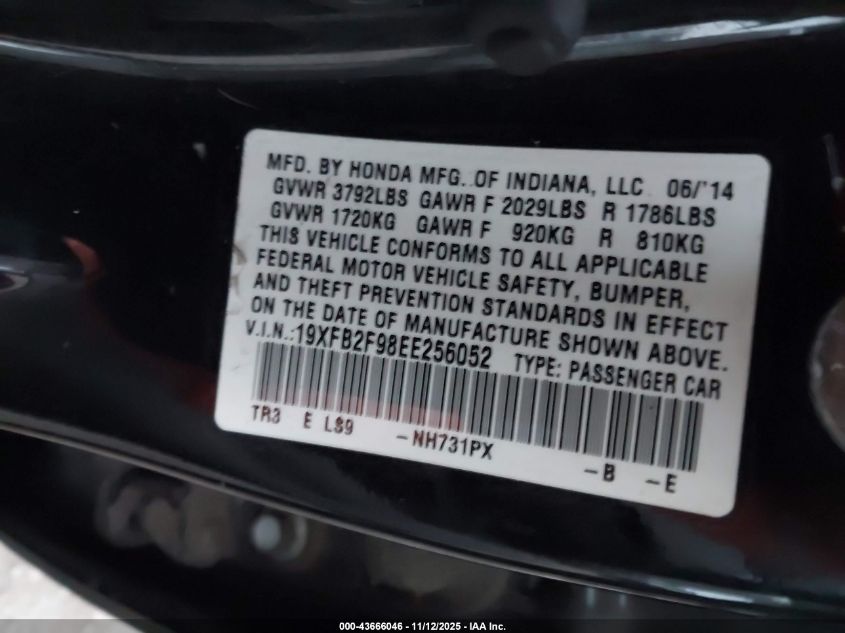 MFD. BY HONDA MFG. OF INDIANA, LLC 06/'14
GVWR 3792LBS GAWR F 2029LBS R 1786LBS
GVWR 1720KG GAWR F 920KG R 810KG
THIS VEHICLE CONFORMS TO ALL APPLICABLE
FEDERAL MOTOR VEHICLE SAFETY, BUMPER,
AND THEFT PREVENTION STANDARDS IN EFFECT
ON THE DATE OF MANUFACTURE SHOWN ABOVE.
V.I.N.:19XFB2F98EE256052 TYPE: PASSENGER CAR
TR3 E LS9 -NH731PX -B -E
000-43666046 - 11/12/2025 - IAA Inc.